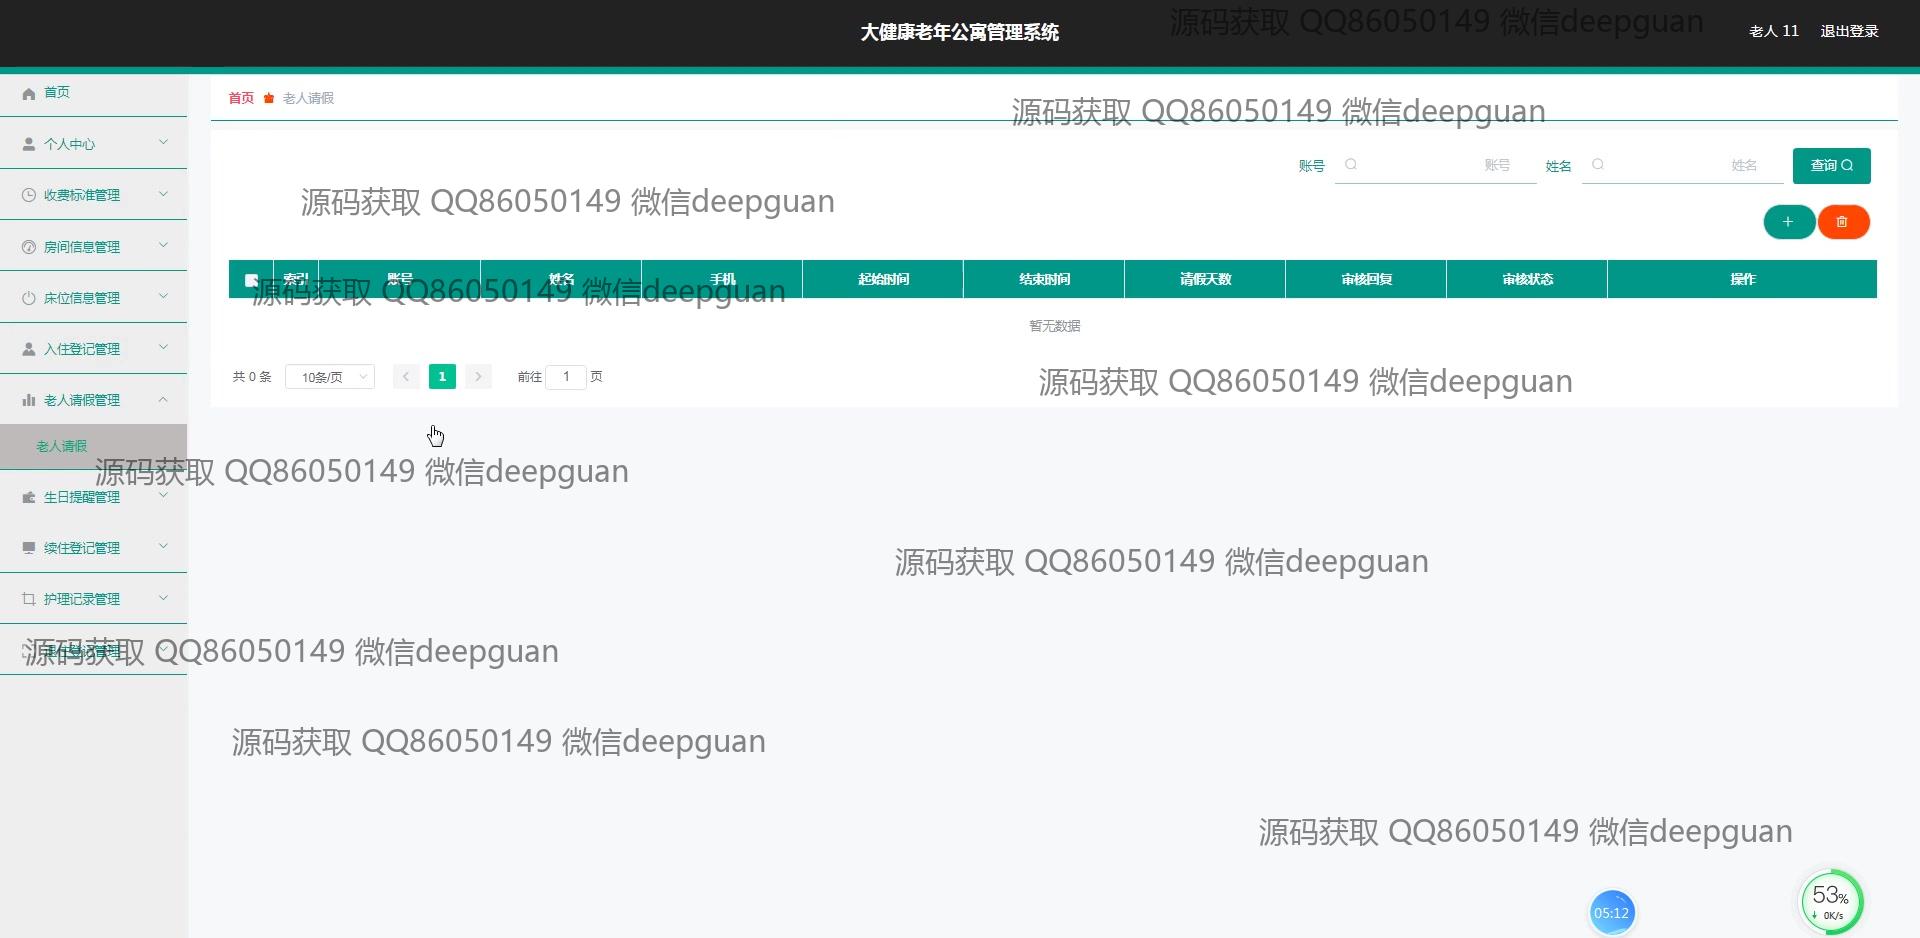 大健康老年公寓管理系统
源码获取 QQ86050149 微信deepguan
老人 11 退出登录
首页
首页 老人请假
源码获取 QQ86050149 微信deepguan
个人中心
账号 账号 姓名 姓名 查询
收费标准管理
源码获取 QQ86050149 微信deepguan
房间信息管理
索引 账号 姓名 手机 起始时间 结束时间 请假天数 审核回复 审核状态 操作
源码获取 QQ86050149 微信deepguan
床位信息管理
暂无数据
入住登记管理
共 0 条 10条/页 1 前往 1 页
源码获取 QQ86050149 微信deepguan
老人请假管理
老人请假
源码获取 QQ86050149 微信deepguan
生日提醒管理
续住登记管理
源码获取 QQ86050149 微信deepguan
护理记录管理
退住登记管理
源码获取 QQ86050149 微信deepguan
源码获取 QQ86050149 微信deepguan
源码获取 QQ86050149 微信deepguan
53%
0K/s
05:12